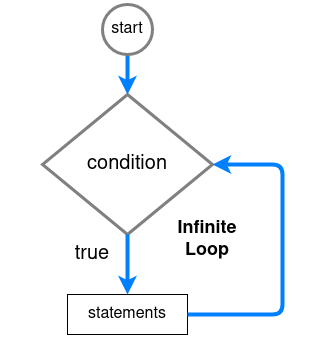 start
condition
Infinite
Loop
true
statements